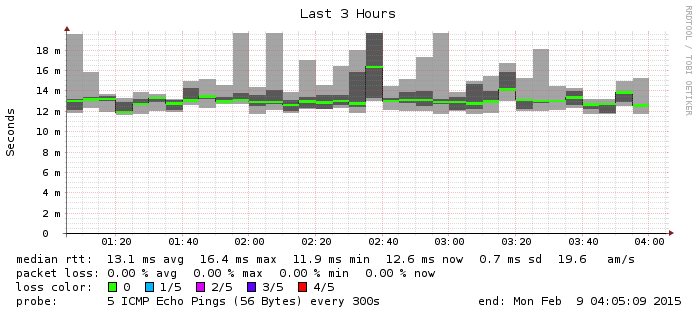 Last 3 Hours
RRDTOOL / TOBI OETIKER
Seconds
18 m
16 m
14 m
12 m
10 m
8 m
6 m
4 m
2 m
0
01:20 01:40 02:00 02:20 02:40 03:00 03:20 03:40 04:00
median rtt: 13.1 ms avg 16.4 ms max 11.9 ms min 12.6 ms now 0.7 ms sd 19.6 am/s
packet loss: 0.00 % avg 0.00 % max 0.00 % min 0.00 % now
loss color: 0 1/5 2/5 3/5 4/5
probe: 5 ICMP Echo Pings (56 Bytes) every 300s end: Mon Feb 9 04:05:09 2015